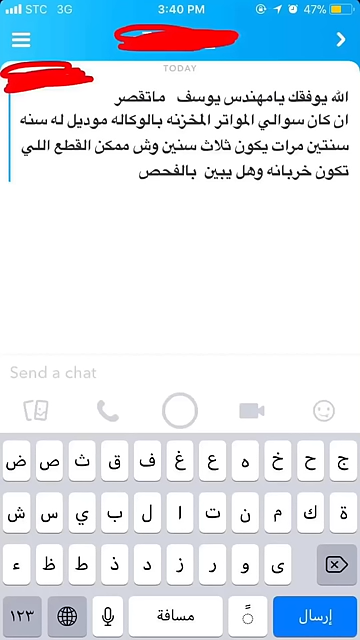 STC 3G 3:40 PM 47%
TODAY
الله يوفقك يامهندس يوسف ماتقصر
ان كان سوالي المواتر المخزنه بالوكاله موديل له سنه
سنتين مرات يكون ثلاث سنين وش ممكن القطع اللي
تكون خربانه وهل يبين بالفحص
Send a chat
ض ص ث ق ف غ ع ه خ ح ج
ش س ي ب ل ا ت ن م ك ة
ء ظ ط ذ د ز ر و ى
١٢٣ مسافة إرسال